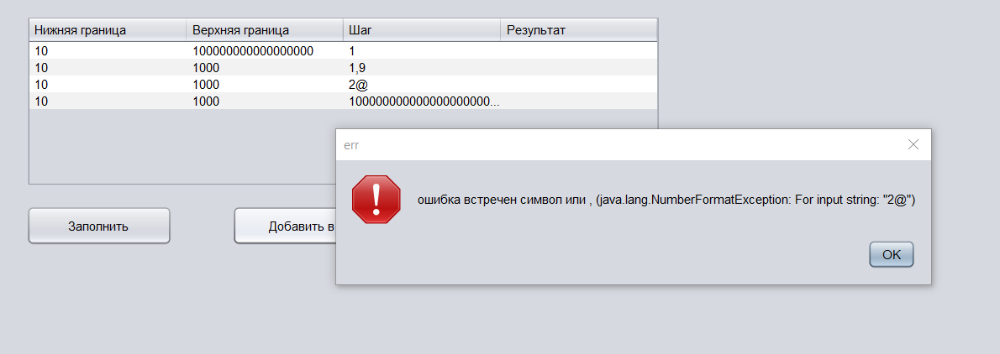 Нижняя граница Верхняя граница Шаг Результат
10 100000000000000000 1
10 1000 1,9
10 1000 2@
10 1000 100000000000000000000...
err
ошибка встречен символ или , (java.lang.NumberFormatException: For input string: "2@")
OK
Заполнить Добавить в